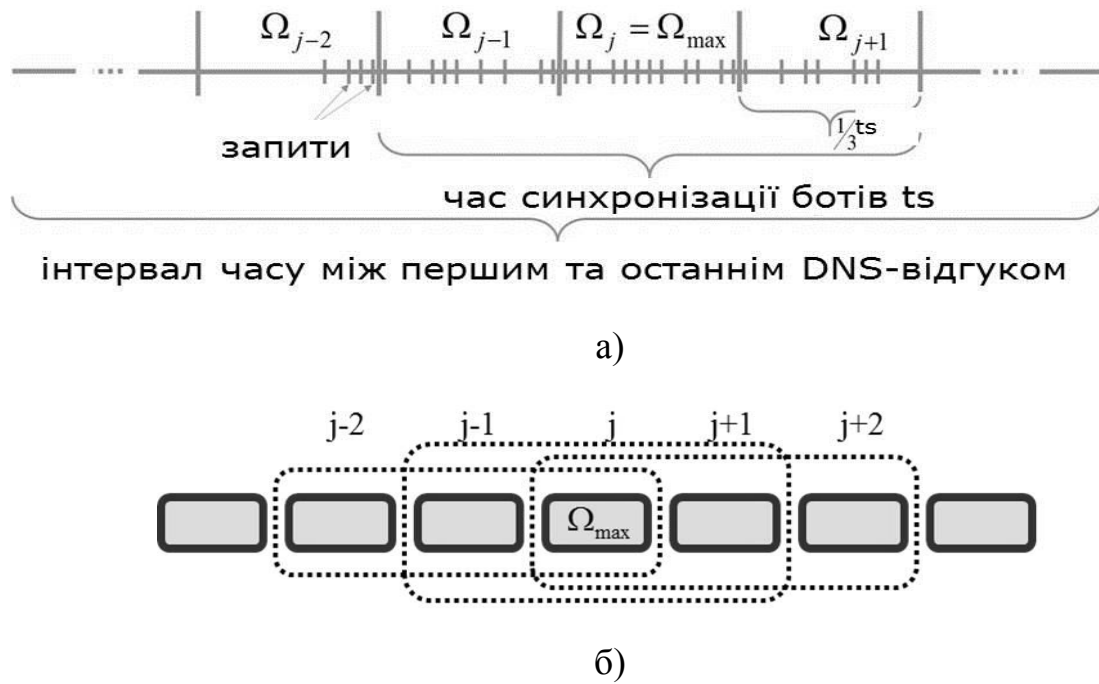 Ω_{j−2} Ω_{j−1} Ω_j = Ω_max Ω_{j+1}
1/3 ts
запити
час синхронізації ботів ts
інтервал часу між першим та останнім DNS-відгуком
а)
j-2 j-1 j j+1 j+2
Ω_max
б)